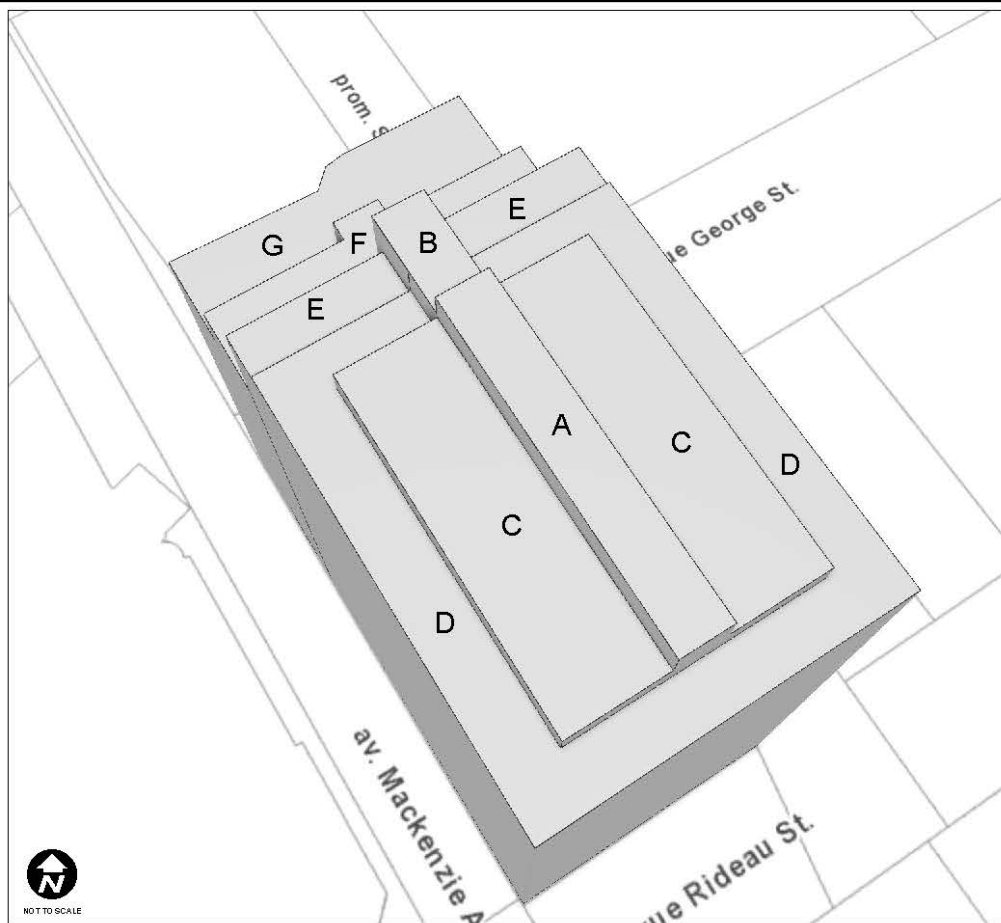 prom. S
ue George St.
G
F
B
E
E
A
C
C
D
D
av. Mackenzie A
ue Rideau St.
N
NOT TO SCALE